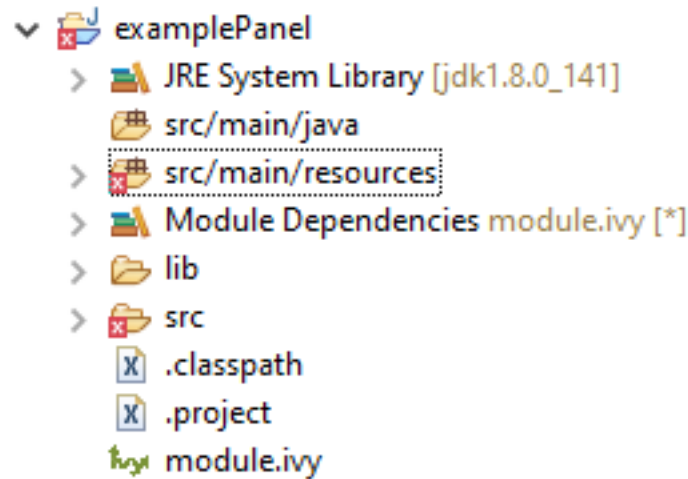 examplePanel
JRE System Library [jdk1.8.0_141]
src/main/java
src/main/resources
Module Dependencies module.ivy [*]
lib
src
.classpath
.project
module.ivy